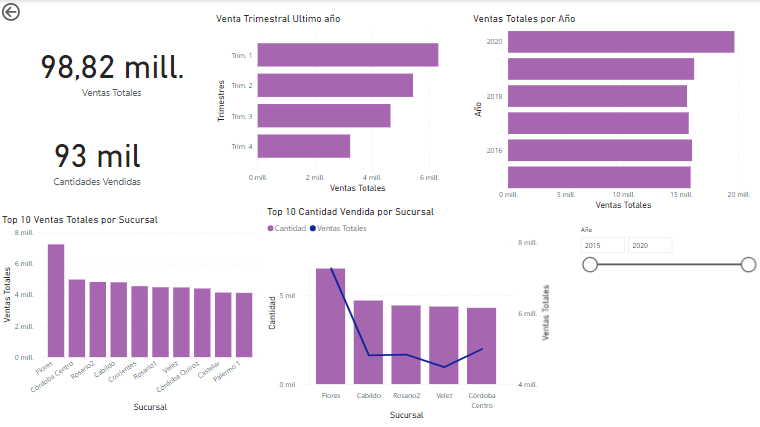 Venta Trimestral Ultimo año
Ventas Totales por Año
98,82 mill.
Ventas Totales
93 mil
Cantidades Vendidas
Trimestres
Trim. 1
Trim. 2
Trim. 3
Trim. 4
0 mill. 2 mill. 4 mill. 6 mill.
Ventas Totales
Año
2020
2018
2016
0 mill. 5 mill. 10 mill. 15 mill. 20 mill.
Ventas Totales
Top 10 Ventas Totales por Sucursal
Ventas Totales
8 mill.
6 mill.
4 mill.
2 mill.
0 mill.
Flores
Córdoba Centro
Rosario2
Cabildo
Corrientes
Rosario1
Velez
Córdoba Quiroz
Castelar
Palermo 1
Sucursal
Top 10 Cantidad Vendida por Sucursal
Cantidad Ventas Totales
Cantidad
5 mil
0 mil
8 mill.
6 mill.
4 mill.
Ventas Totales
Flores Cabildo Rosario2 Velez Córdoba
Centro
Sucursal
Año
2015 2020